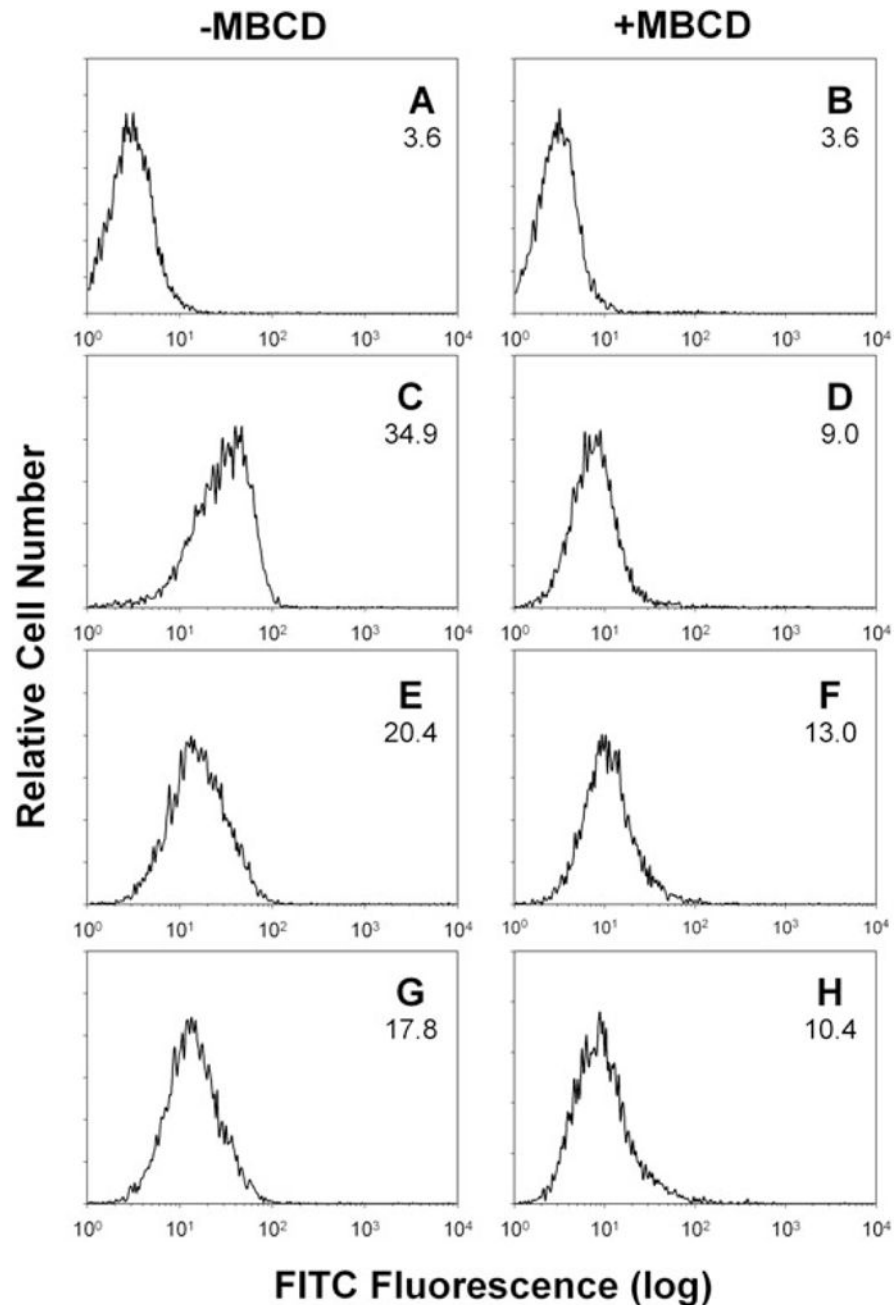 -MBCD +MBCD
A B
3.6 3.6
10⁰ 10¹ 10² 10³ 10⁴ 10⁰ 10¹ 10² 10³ 10⁴
C D
34.9 9.0
10⁰ 10¹ 10² 10³ 10⁴ 10⁰ 10¹ 10² 10³ 10⁴
E F
20.4 13.0
10⁰ 10¹ 10² 10³ 10⁴ 10⁰ 10¹ 10² 10³ 10⁴
G H
17.8 10.4
10⁰ 10¹ 10² 10³ 10⁴ 10⁰ 10¹ 10² 10³ 10⁴
Relative Cell Number
FITC Fluorescence (log)